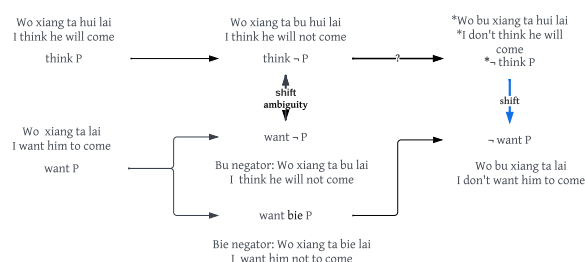 Wo xiang ta hui lai
I think he will come
think P
Wo xiang ta bu hui lai
I think he will not come
think ¬ P
?
*Wo bu xiang ta hui lai
*I don't think he will
come
*¬ think P
shift
ambiguity
shift
Wo xiang ta lai
I want him to come
want P
want ¬ P
Bu negator: Wo xiang ta bu lai
I think he will not come
¬ want P
Wo bu xiang ta lai
I don't want him to come
want bie P
Bie negator: Wo xiang ta bie lai
I want him not to come